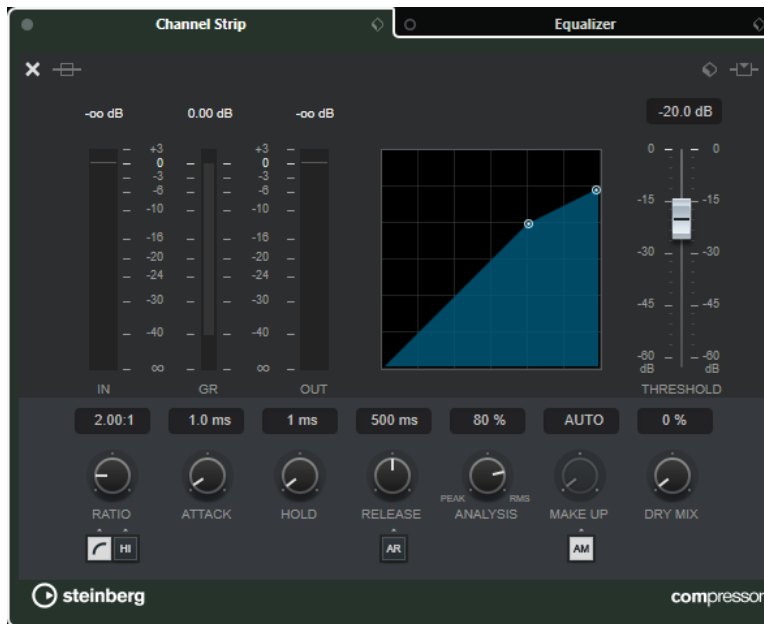 Channel Strip
Equalizer
-oo dB
0.00 dB
-oo dB
-20.0 dB
+3
0
-3
-6
-10
-16
-20
-24
-30
-40
oo
+3
0
-3
-6
-10
-16
-20
-24
-30
-40
oo
0
-15
-30
-45
-60
dB
0
-15
-30
-45
-60
dB
IN
GR
OUT
THRESHOLD
2.00:1
1.0 ms
1 ms
500 ms
80 %
AUTO
0 %
PEAK
RMS
RATIO
ATTACK
HOLD
RELEASE
ANALYSIS
MAKE UP
DRY MIX
HI
AR
AM
steinberg
compressor